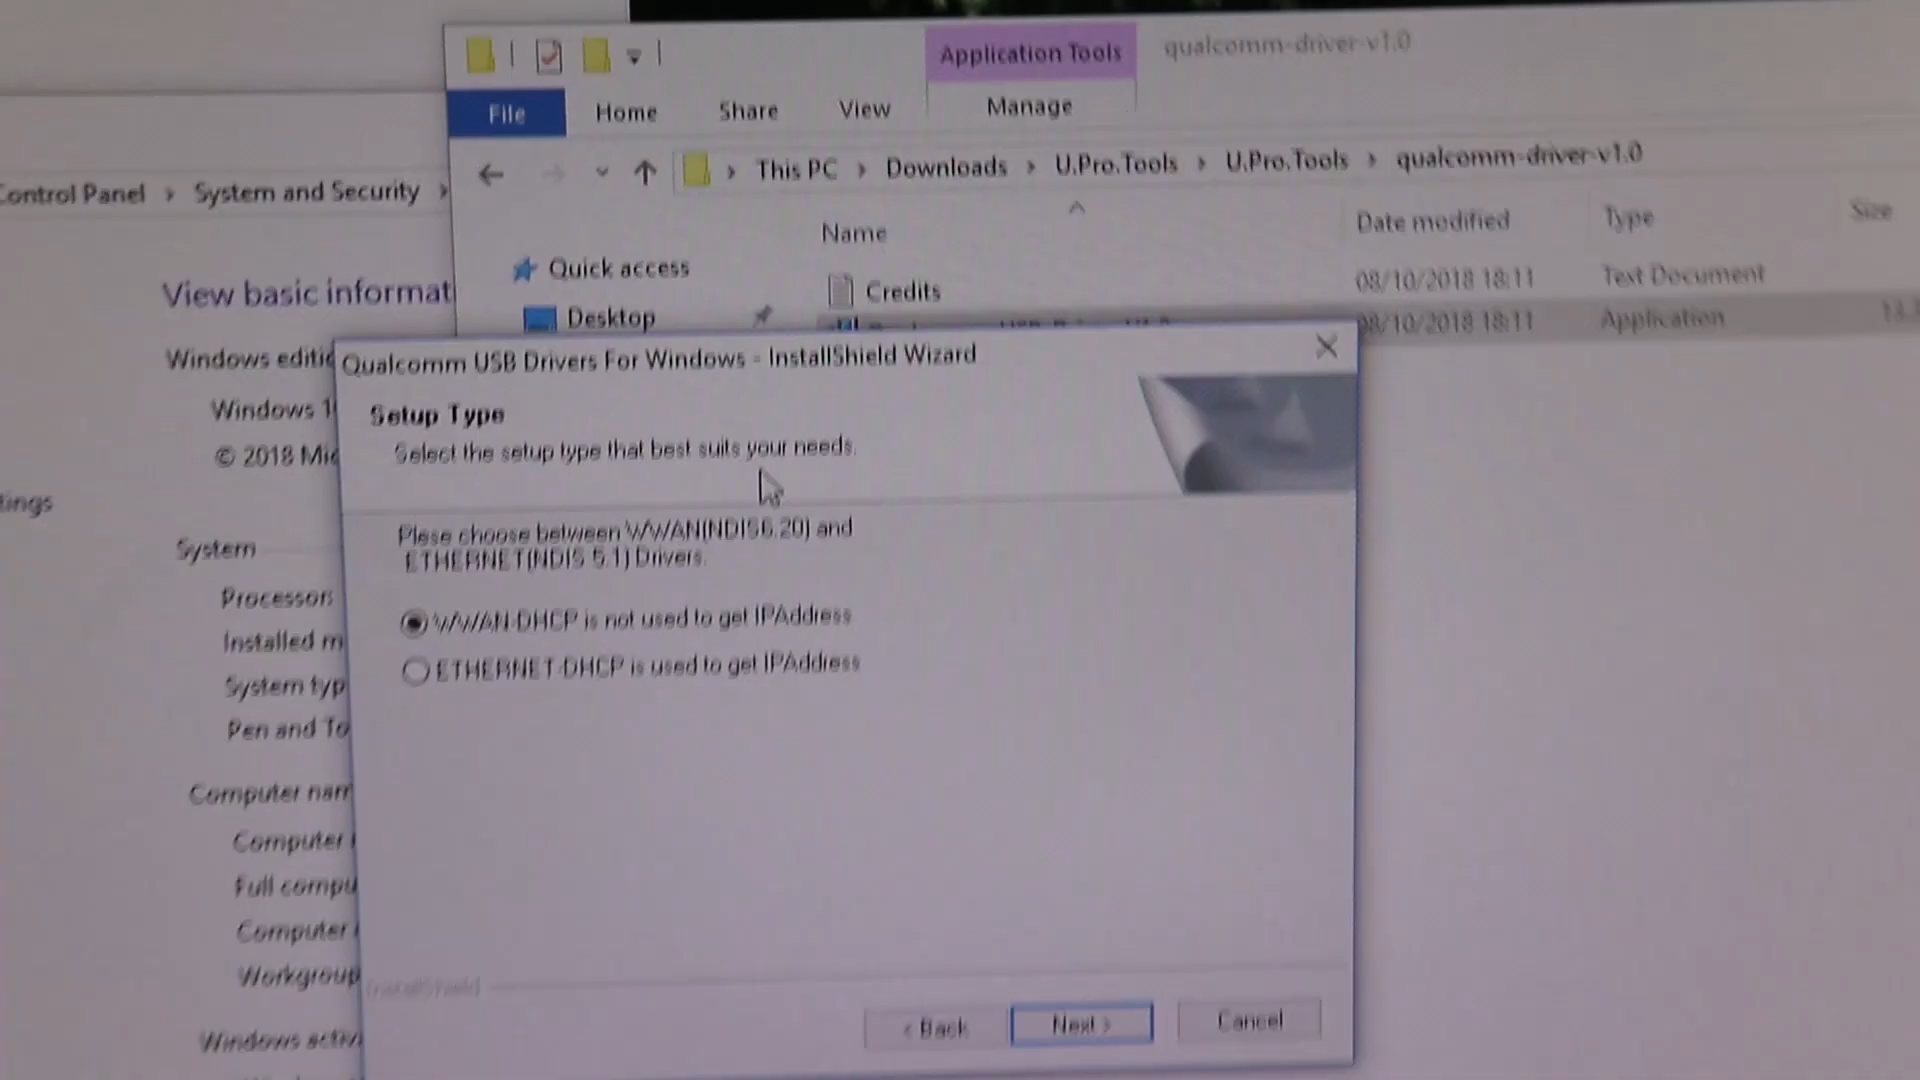 Application Tools
qualcomm-driver-v1.0
File
Home
Share
View
Manage
This PC > Downloads > U.Pro.Tools > U.Pro.Tools > qualcomm-driver-v1.0
Control Panel > System and Security >
Name
Date modified
Type
Size
Quick access
Credits
08/10/2018 18:11
Text Document
Desktop
08/10/2018 18:11
Application
View basic informat
Windows editio
Windows 1
© 2018 Mic
tings
System
Processor:
Installed m
System typ
Pen and To
Computer nam
Computer
Full compu
Computer
Workgroup
Windows activ
Qualcomm USB Drivers For Windows - InstallShield Wizard
Setup Type
Select the setup type that best suits your needs.
Plese choose between WWAN(NDIS6.20) and
ETHERNET(NDIS 5.1) Drivers.
WWAN-DHCP is not used to get IPAddress
ETHERNET-DHCP is used to get IPAddress
InstallShield
< Back
Next >
Cancel